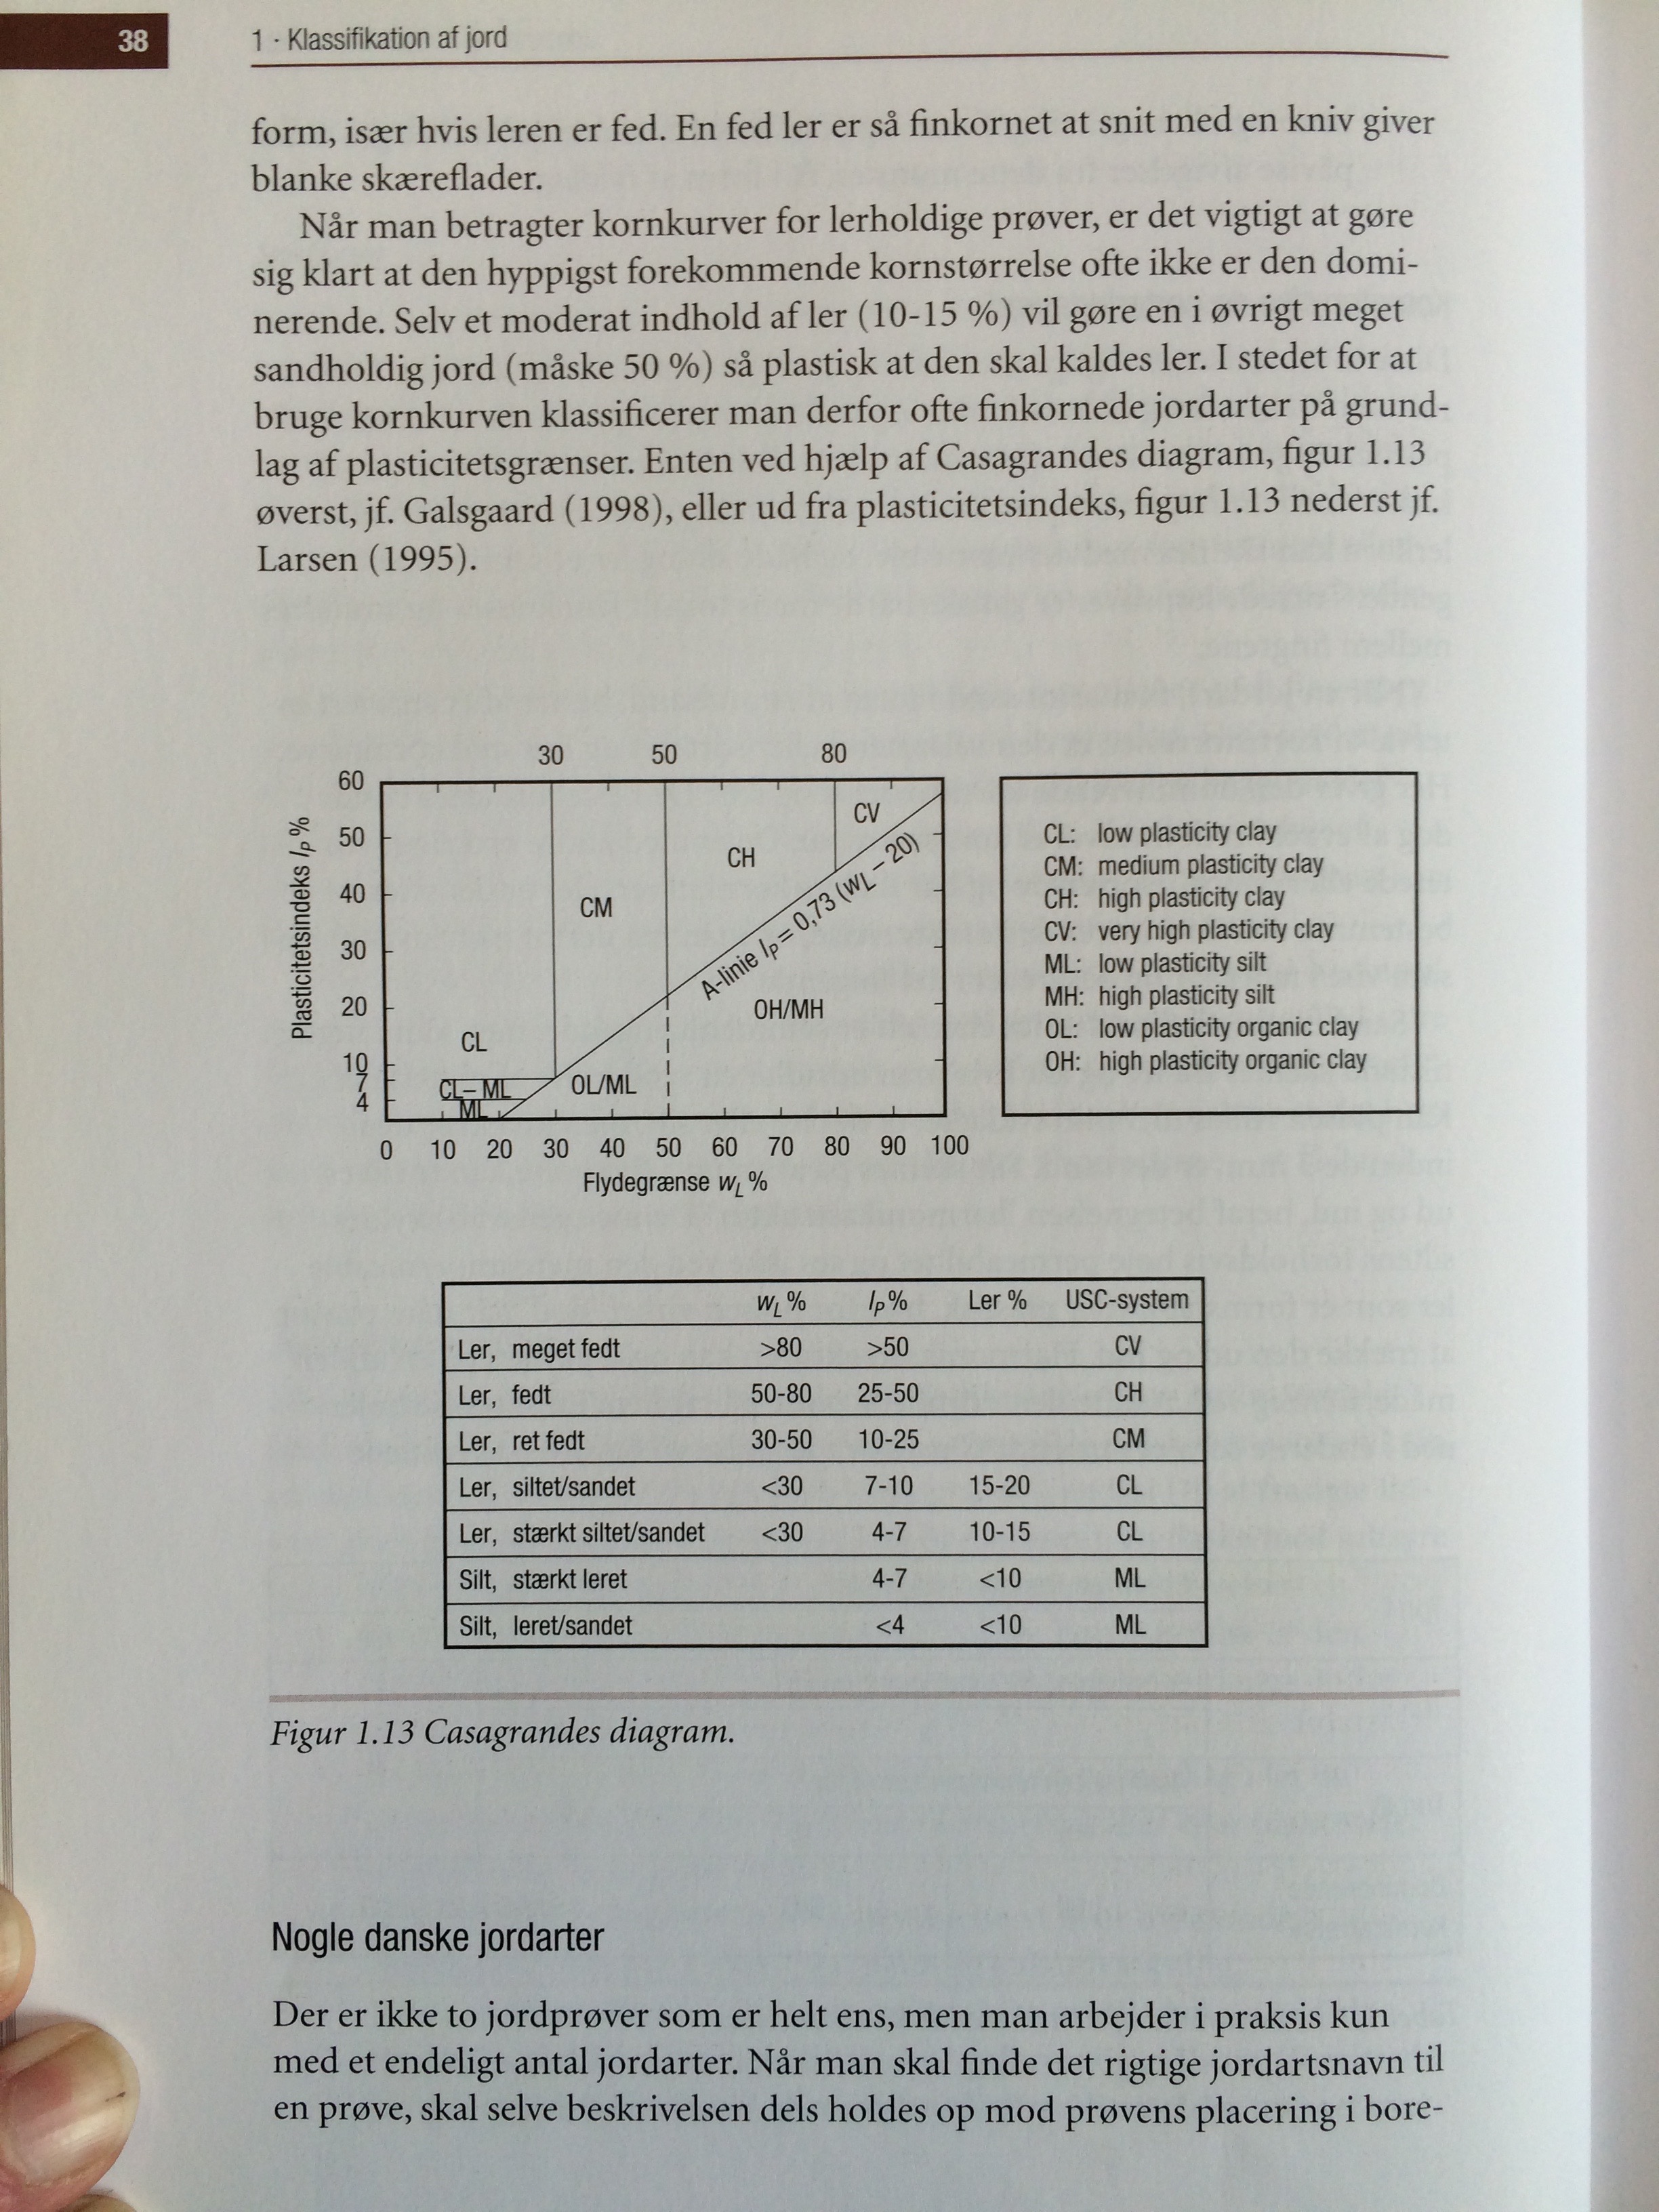 38
1 · Klassifikation af jord
form, især hvis leren er fed. En fed ler er så finkornet at snit med en kniv giver
blanke skæreflader.
Når man betragter kornkurver for lerholdige prøver, er det vigtigt at gøre
sig klart at den hyppigst forekommende kornstørrelse ofte ikke er den domi-
nerende. Selv et moderat indhold af ler (10-15 %) vil gøre en i øvrigt meget
sandholdig jord (måske 50 %) så plastisk at den skal kaldes ler. I stedet for at
bruge kornkurven klassificerer man derfor ofte finkornede jordarter på grund-
lag af plasticitetsgrænser. Enten ved hjælp af Casagrandes diagram, figur 1.13
øverst, jf. Galsgaard (1998), eller ud fra plasticitetsindeks, figur 1.13 nederst jf.
Larsen (1995).
30 50 80
Plasticitetsindeks Ip %
60
50
40
30
20
10
7
4
CL
CM
CH
CV
A-linie Ip = 0,73 (wL – 20)
OH/MH
OL/ML
CL–ML
ML
0 10 20 30 40 50 60 70 80 90 100
Flydegrænse wL %
CL: low plasticity clay
CM: medium plasticity clay
CH: high plasticity clay
CV: very high plasticity clay
ML: low plasticity silt
MH: high plasticity silt
OL: low plasticity organic clay
OH: high plasticity organic clay
wL % Ip % Ler % USC-system
Ler, meget fedt >80 >50 CV
Ler, fedt 50-80 25-50 CH
Ler, ret fedt 30-50 10-25 CM
Ler, siltet/sandet <30 7-10 15-20 CL
Ler, stærkt siltet/sandet <30 4-7 10-15 CL
Silt, stærkt leret 4-7 <10 ML
Silt, leret/sandet <4 <10 ML
Figur 1.13 Casagrandes diagram.
Nogle danske jordarter
Der er ikke to jordprøver som er helt ens, men man arbejder i praksis kun
med et endeligt antal jordarter. Når man skal finde det rigtige jordartsnavn til
en prøve, skal selve beskrivelsen dels holdes op mod prøvens placering i bore-